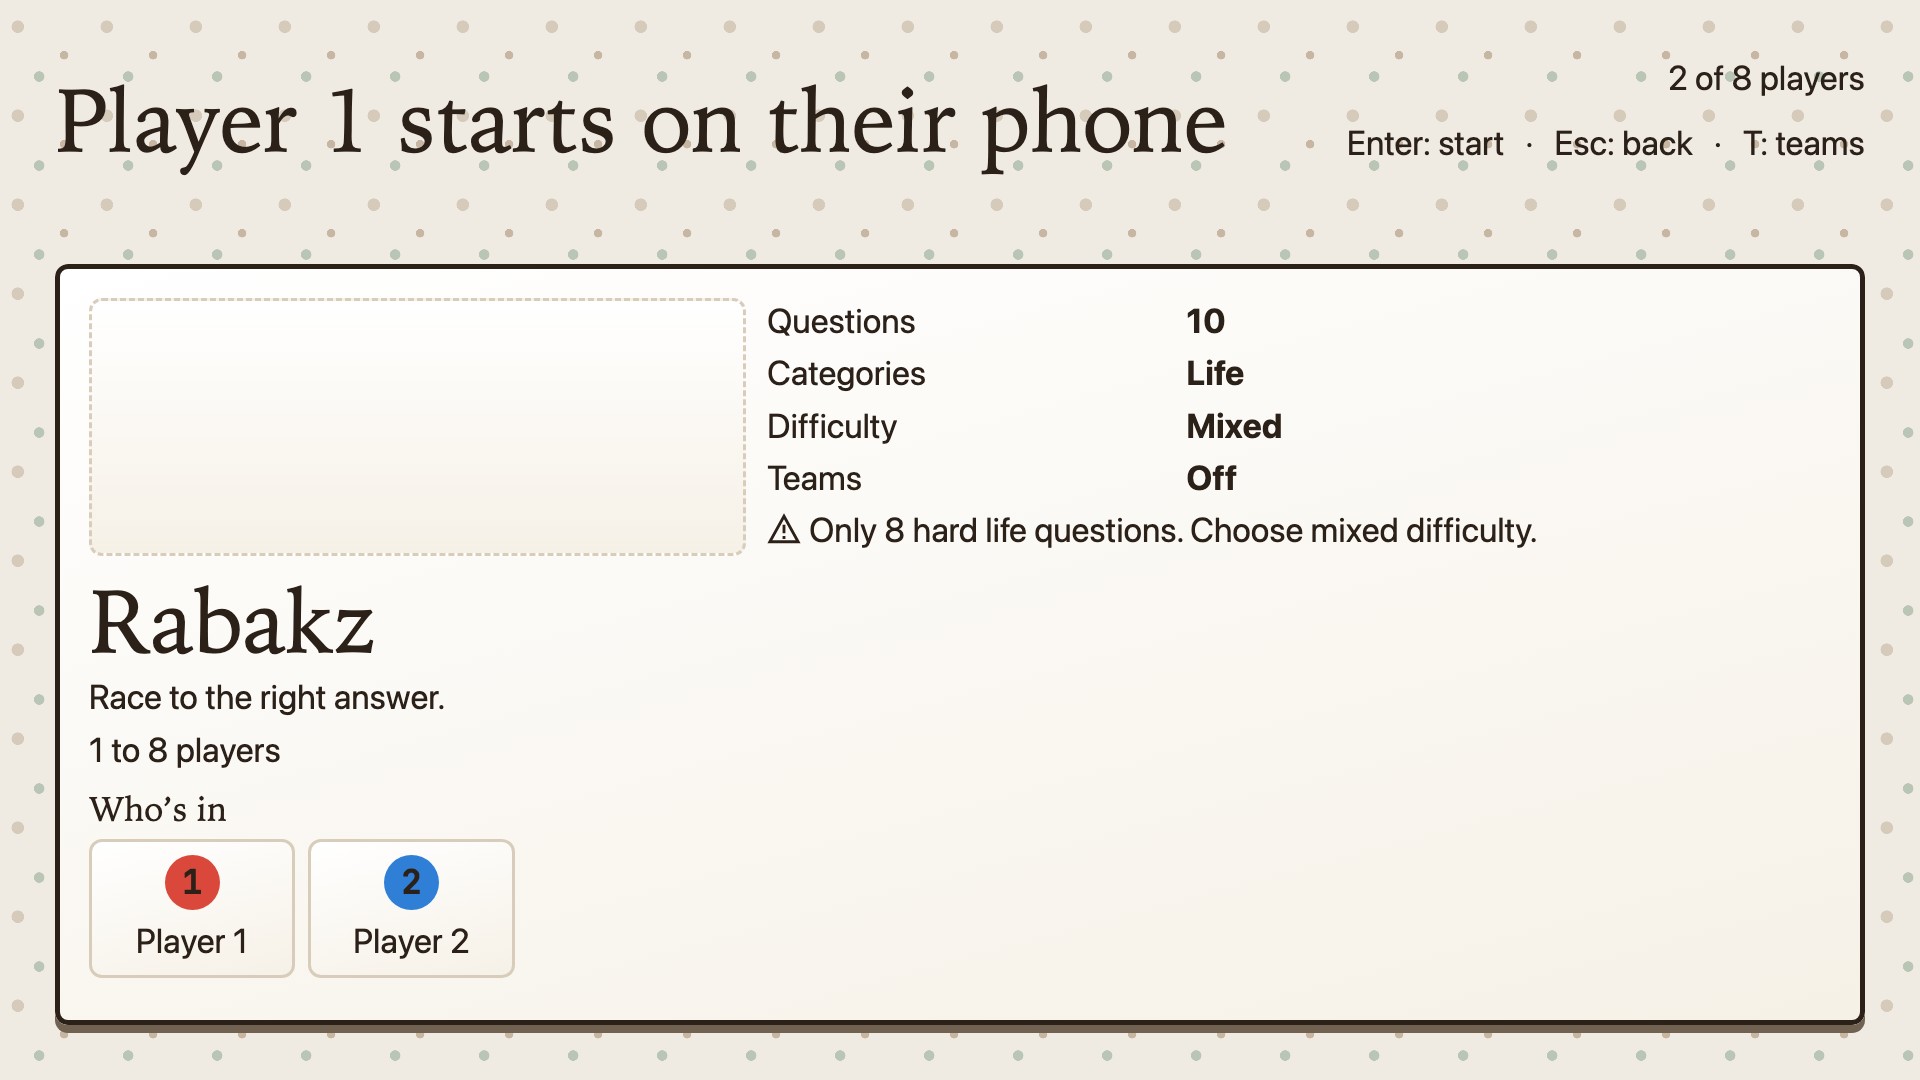 Player 1 starts on their phone
2 of 8 players
Enter: start · Esc: back · T: teams
Questions 10
Categories Life
Difficulty Mixed
Teams Off
⚠ Only 8 hard life questions. Choose mixed difficulty.
Rabakz
Race to the right answer.
1 to 8 players
Who’s in
1 2
Player 1 Player 2